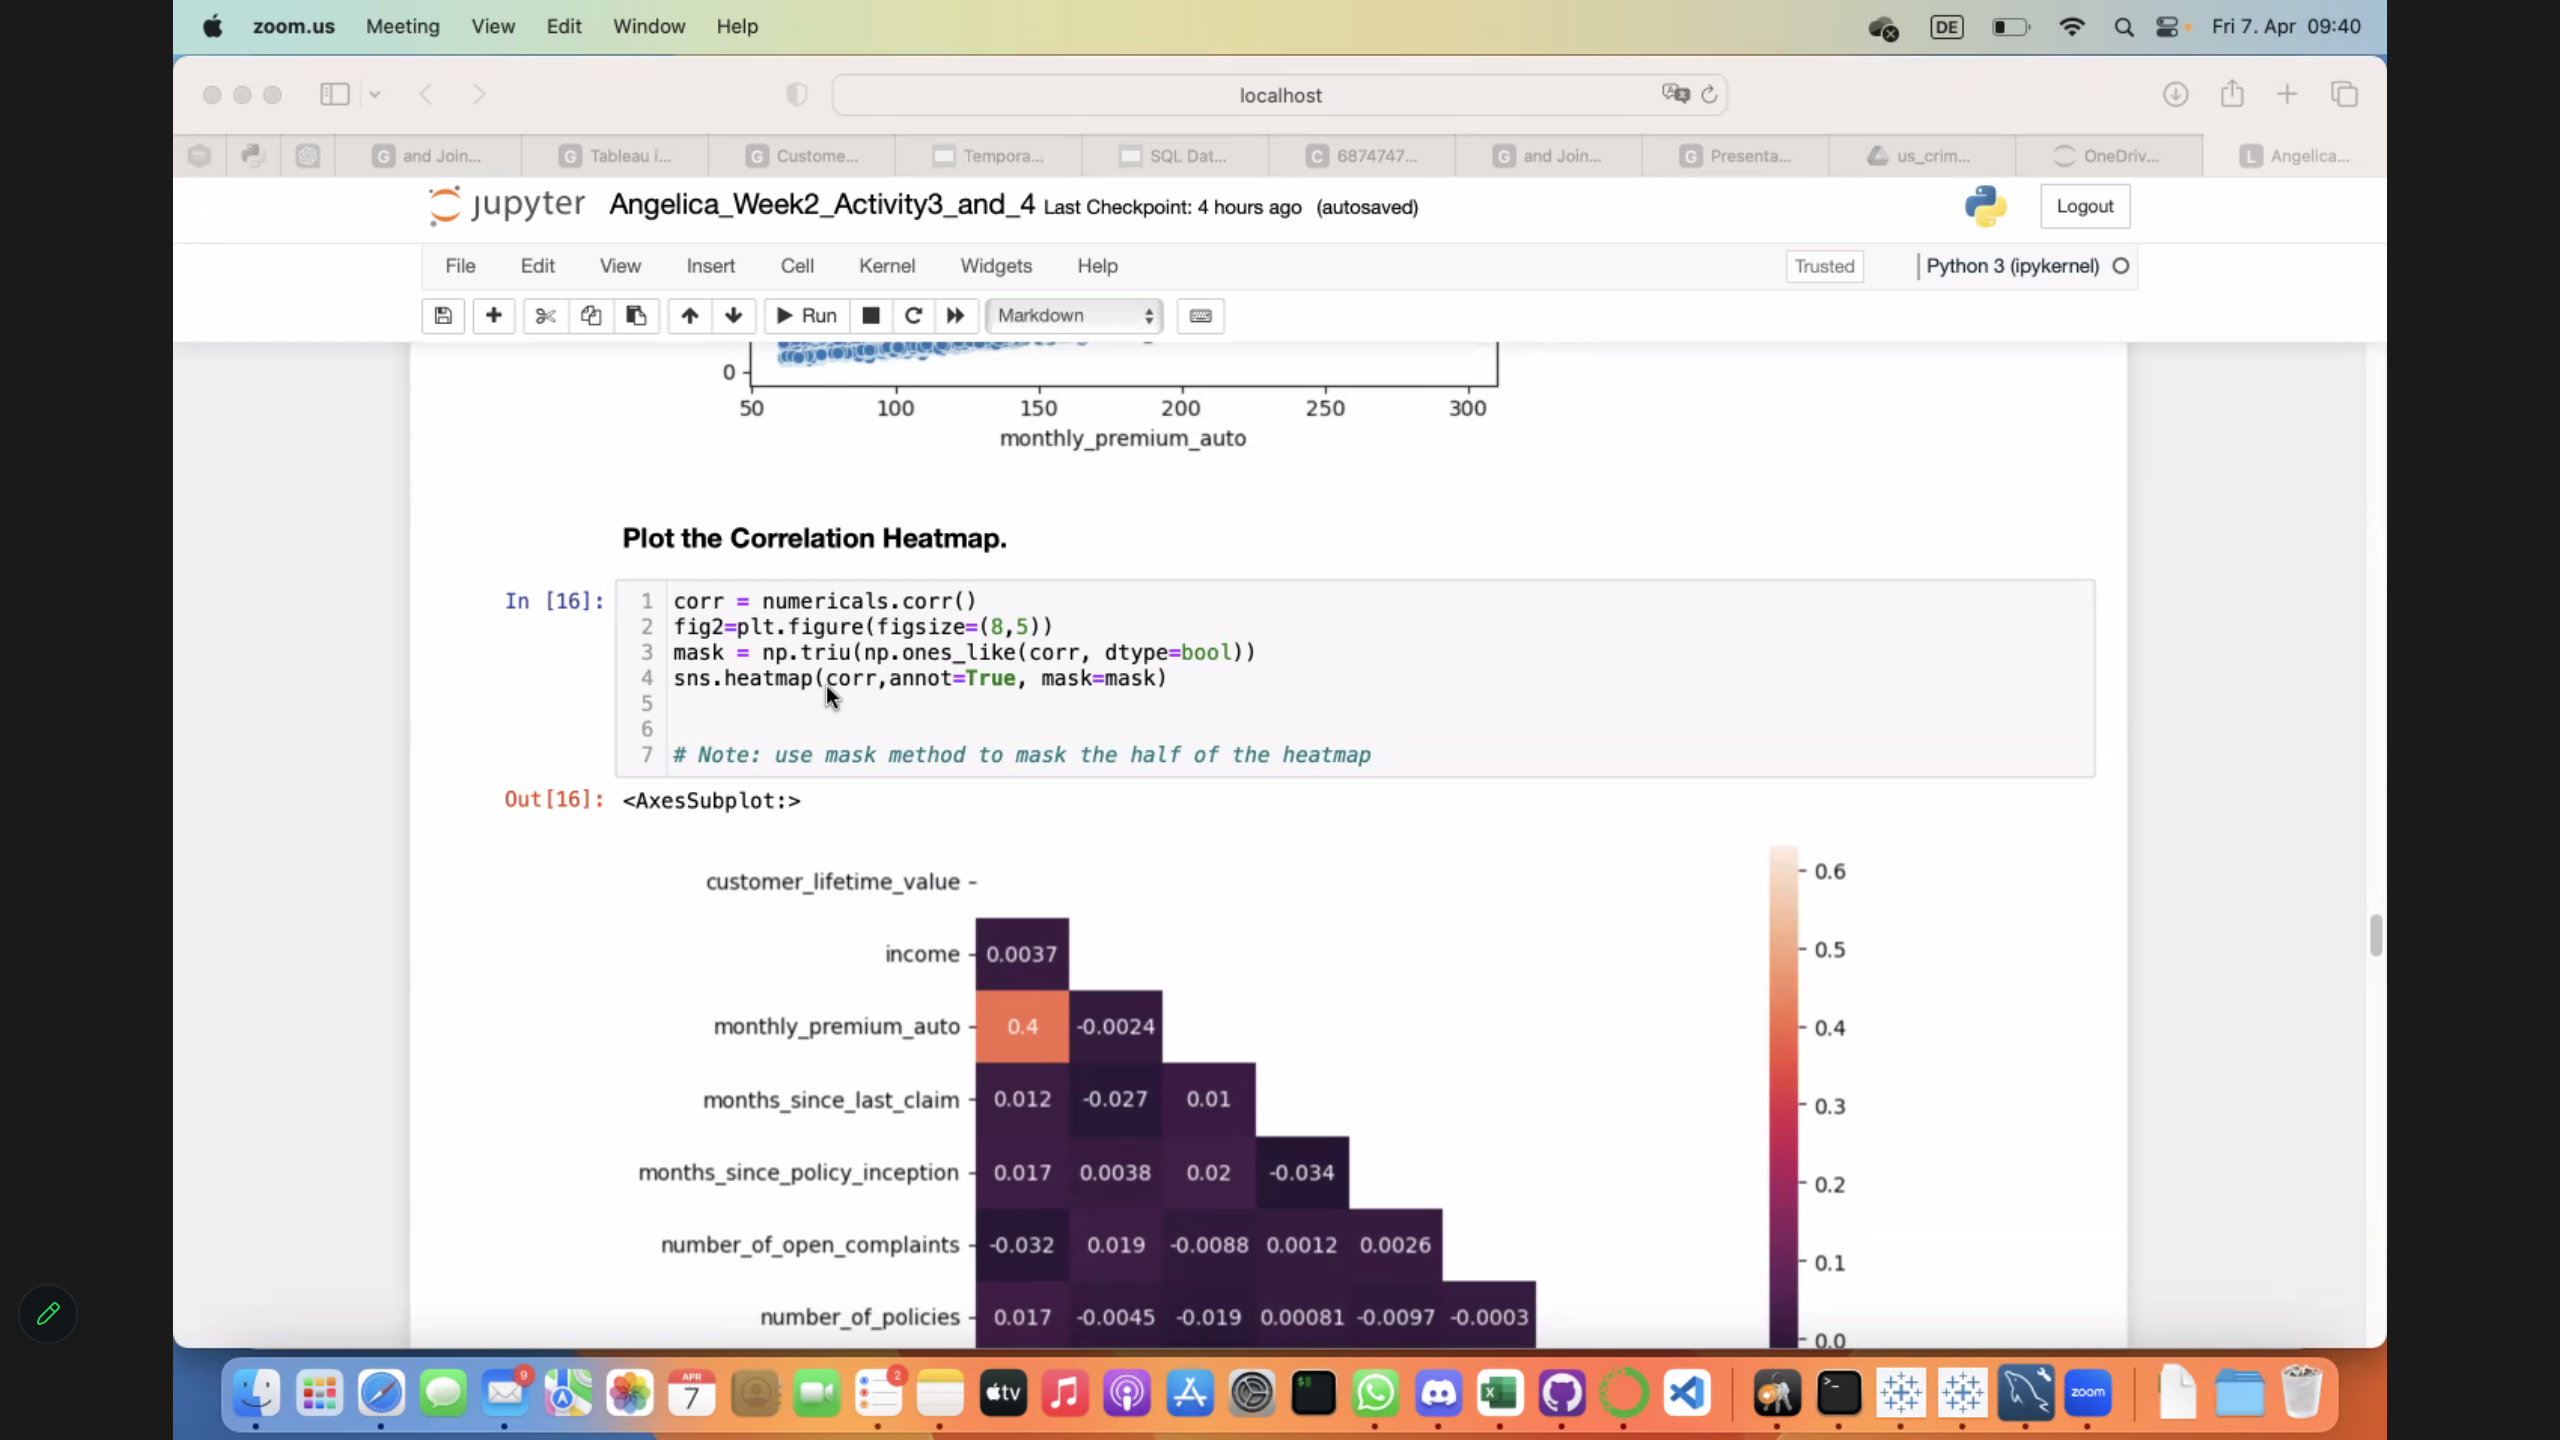 zoom.us Meeting View Edit Window Help DE Fri 7. Apr 09:40
localhost
and Join... Tableau i... Custome... Tempora... SQL Dat... 6874747... and Join... Presenta... us_crim... OneDriv... Angelica...
jupyter Angelica_Week2_Activity3_and_4 Last Checkpoint: 4 hours ago (autosaved) Logout
File Edit View Insert Cell Kernel Widgets Help Trusted Python 3 (ipykernel)
Run Markdown
0
50 100 150 200 250 300
monthly_premium_auto
Plot the Correlation Heatmap.
In [16]: 1 corr = numericals.corr()
2 fig2=plt.figure(figsize=(8,5))
3 mask = np.triu(np.ones_like(corr, dtype=bool))
4 sns.heatmap(corr,annot=True, mask=mask)
5
6
7 # Note: use mask method to mask the half of the heatmap
Out[16]: <AxesSubplot:>
customer_lifetime_value
income 0.0037
monthly_premium_auto 0.4 -0.0024
months_since_last_claim 0.012 -0.027 0.01
months_since_policy_inception 0.017 0.0038 0.02 -0.034
number_of_open_complaints -0.032 0.019 -0.0088 0.0012 0.0026
number_of_policies 0.017 -0.0045 -0.019 0.00081 -0.0097 -0.0003
0.6
0.5
0.4
0.3
0.2
0.1
0.0
9 APR 7 2 tv zoom